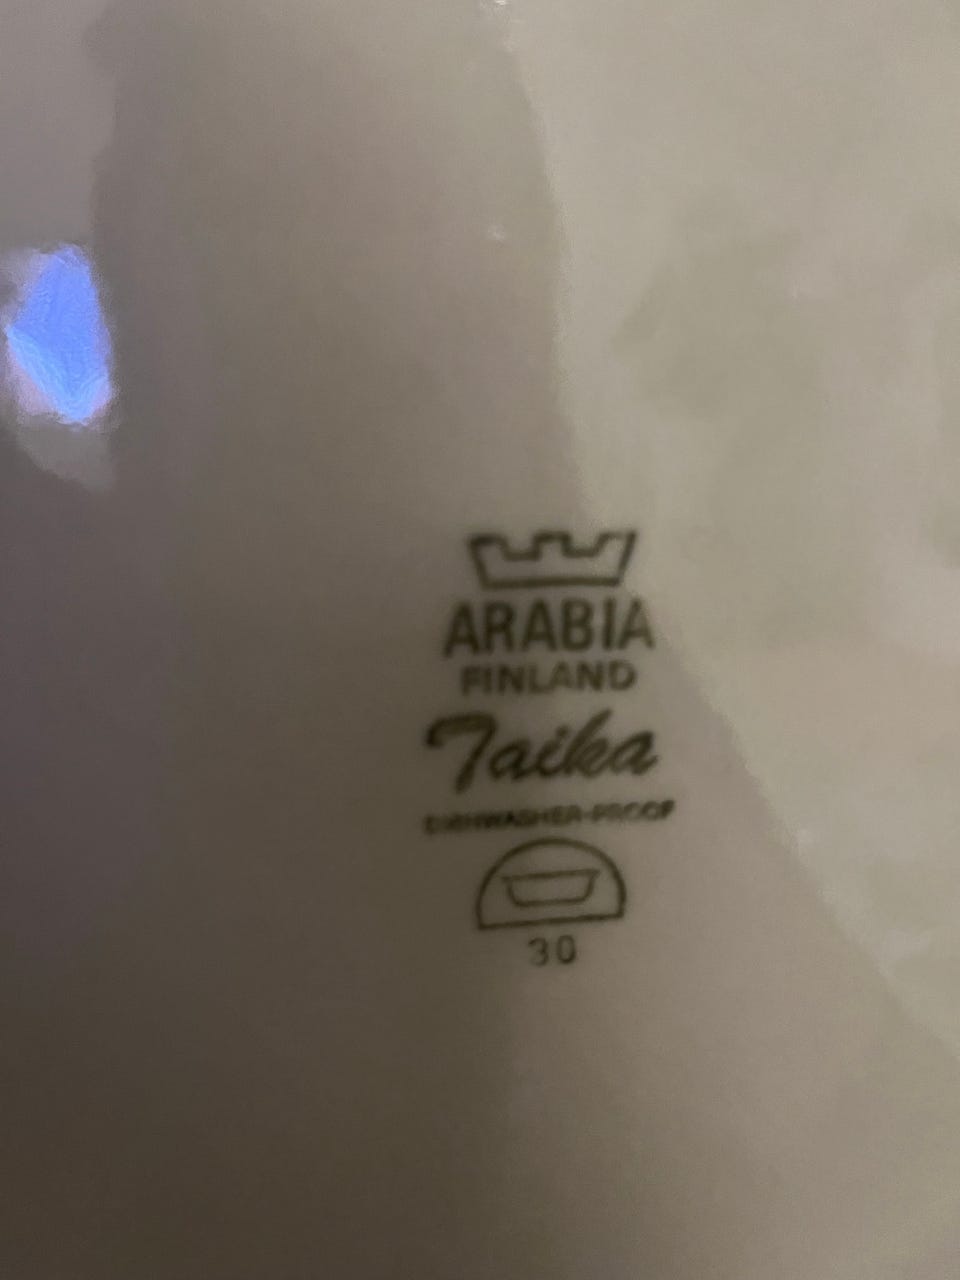 ARABIA
FINLAND
Taika
DISHWASHER-PROOF
30